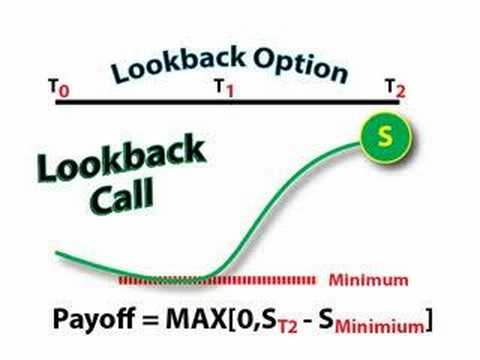 Lookback Option
T0 T1 T2
S
Lookback
Call
Minimum
Payoff = MAX[0,ST2 - SMinimium]